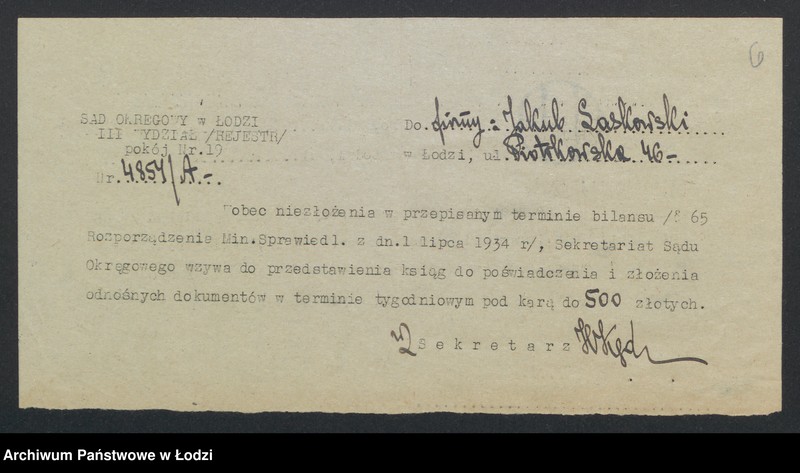 6
SĄD OKRĘGOWY w ŁODZI
III WYDZIAŁ /REJESTR/
pokój Nr.19
Nr. 4857/A-.
Do firmy: Jakub Laskowski
w Łodzi, ul. Piotrkowska 46-
Wobec niezłożenia w przepisanym terminie bilansu /§ 65
Rozporządzenie Min.Sprawiedl. z dn.1 lipca 1934 r/, Sekretariat Sądu
Okręgowego wzywa do przedstawienia ksiąg do poświadczenia i złożenia
odnośnych dokumentów w terminie tygodniowym pod karą do 500 złotych.
Sekretarz
Archiwum Państwowe w Łodzi